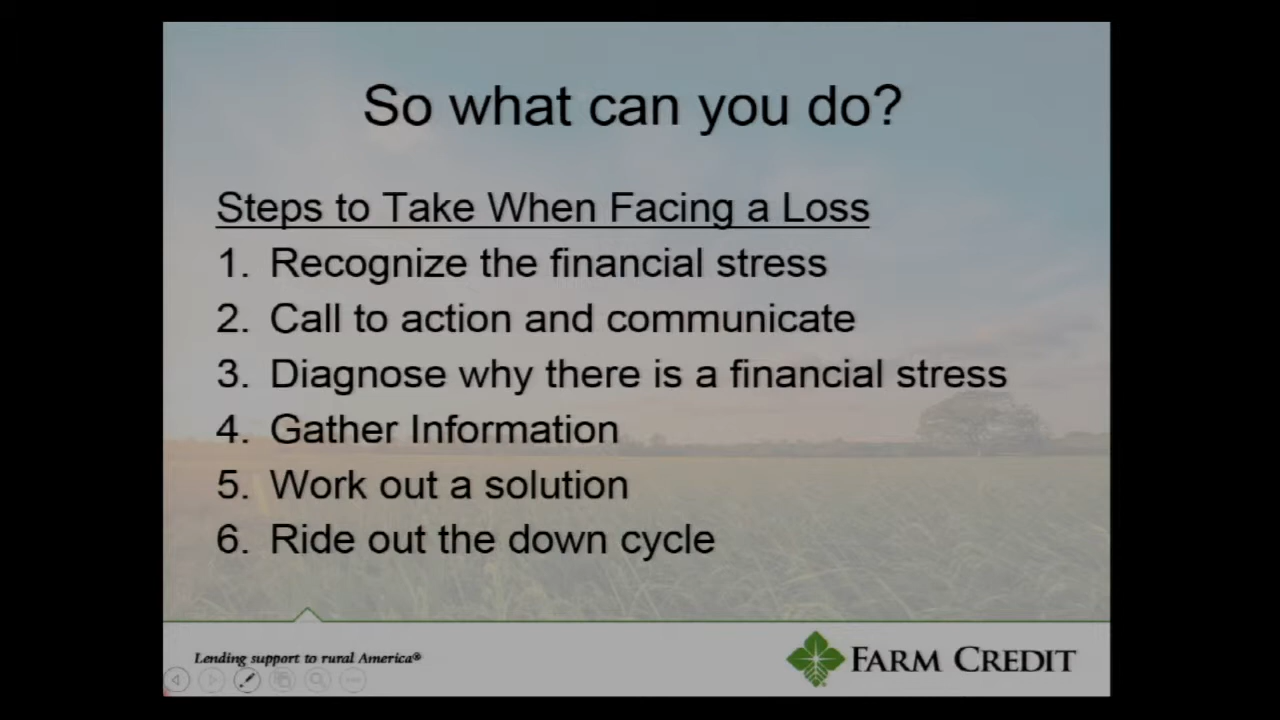 So what can you do?
Steps to Take When Facing a Loss
1. Recognize the financial stress
2. Call to action and communicate
3. Diagnose why there is a financial stress
4. Gather Information
5. Work out a solution
6. Ride out the down cycle
Lending support to rural America®
FARM CREDIT